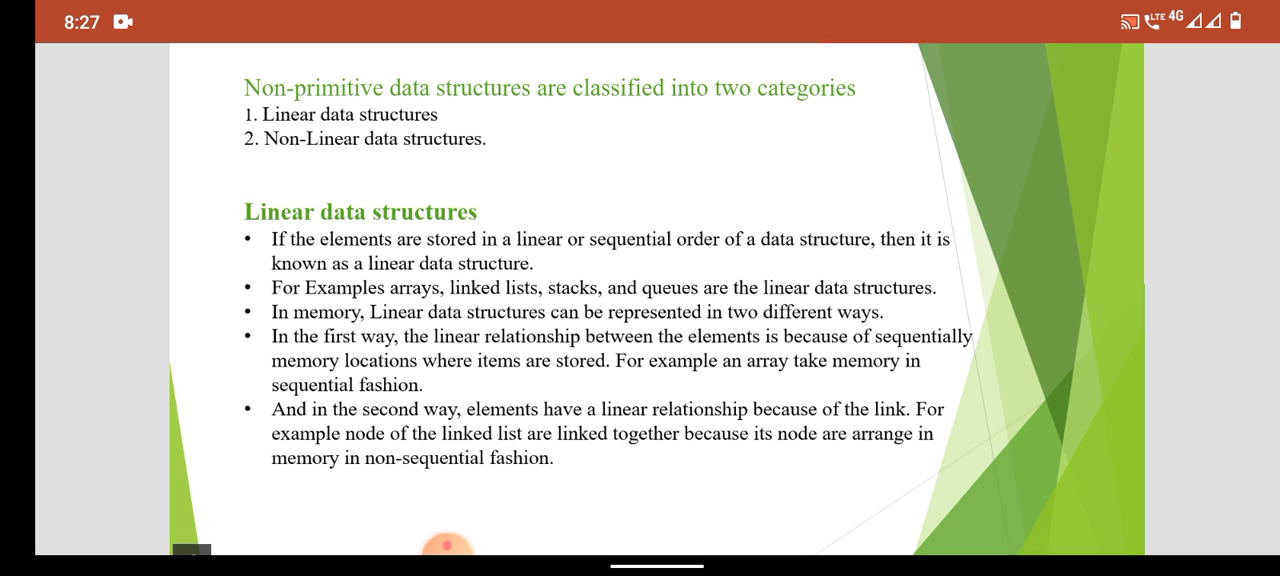 8:27
LTE 4G
Non-primitive data structures are classified into two categories
1. Linear data structures
2. Non-Linear data structures.
Linear data structures
• If the elements are stored in a linear or sequential order of a data structure, then it is
known as a linear data structure.
• For Examples arrays, linked lists, stacks, and queues are the linear data structures.
• In memory, Linear data structures can be represented in two different ways.
• In the first way, the linear relationship between the elements is because of sequentially
memory locations where items are stored. For example an array take memory in
sequential fashion.
• And in the second way, elements have a linear relationship because of the link. For
example node of the linked list are linked together because its node are arrange in
memory in non-sequential fashion.